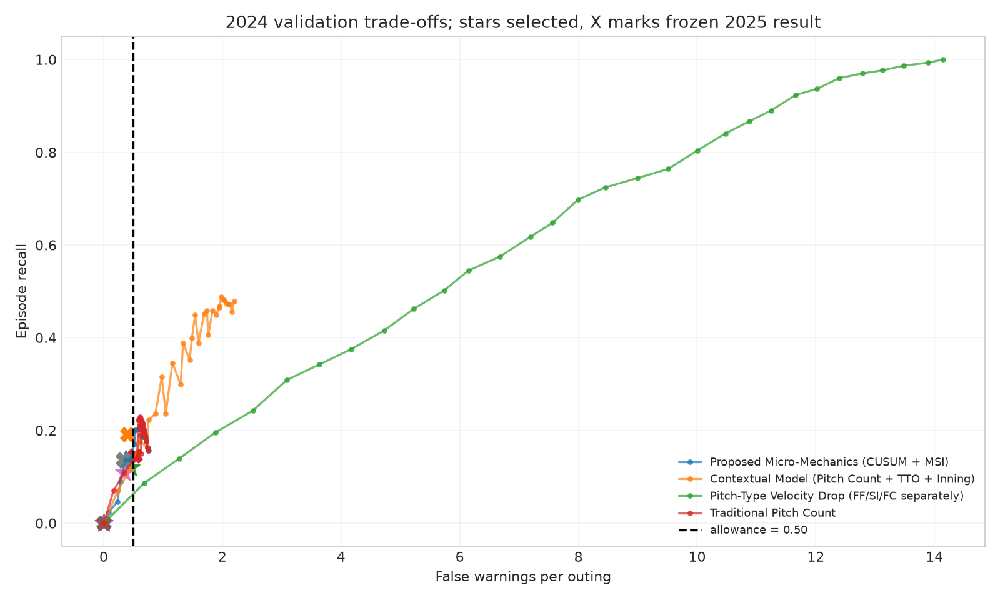 2024 validation trade-offs; stars selected, X marks frozen 2025 result
Episode recall
1.0
0.8
0.6
0.4
0.2
0.0
Proposed Micro-Mechanics (CUSUM + MSI)
Contextual Model (Pitch Count + TTO + Inning)
Pitch-Type Velocity Drop (FF/SI/FC separately)
Traditional Pitch Count
allowance = 0.50
0 2 4 6 8 10 12 14
False warnings per outing